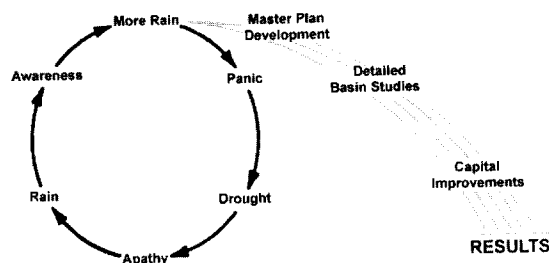 More Rain
Master Plan
Development
Awareness
Panic
Detailed
Basin Studies
Capital
Improvements
Rain
Drought
Apathy
RESULTS